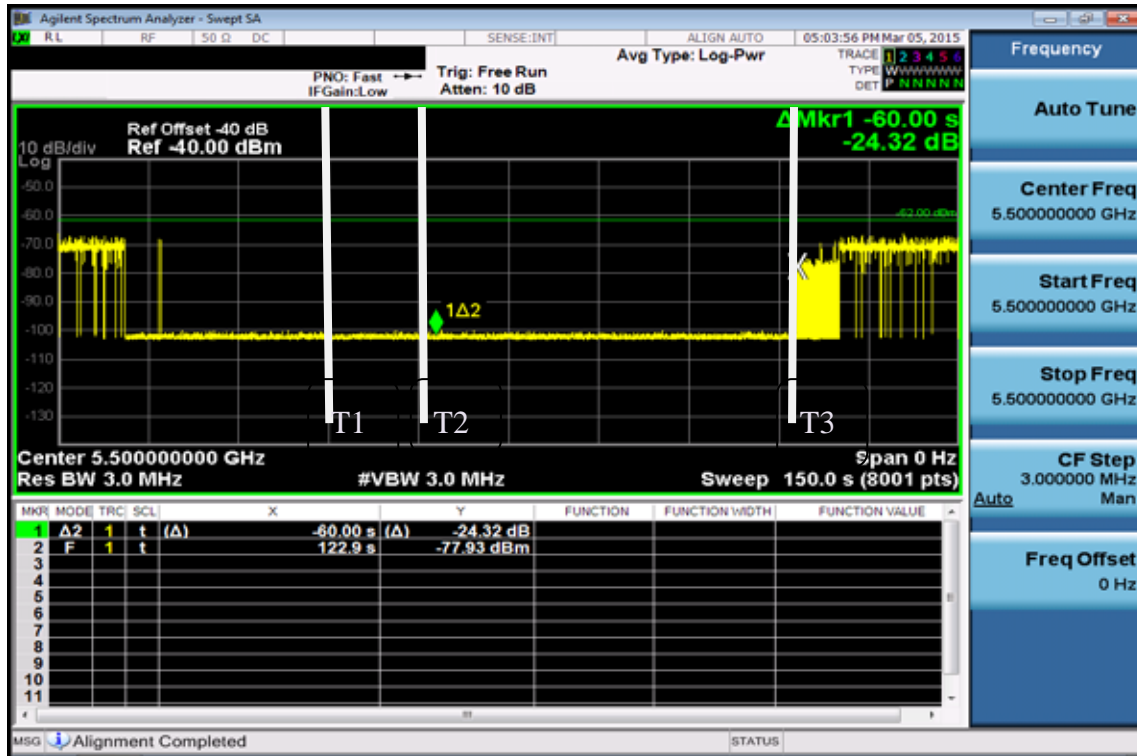 Agilent Spectrum Analyzer - Swept SA
RL RF 50 Ω DC SENSE:INT ALIGN AUTO 05:03:56 PM Mar 05, 2015
Avg Type: Log-Pwr
TRACE 1 2 3 4 5 6
TYPE WWWWWWW
DET P N N N N N
PNO: Fast
IFGain:Low
Trig: Free Run
Atten: 10 dB
ΔMkr1 -60.00 s
-24.32 dB
Ref Offset -40 dB
10 dB/div Ref -40.00 dBm
Log
-50.0
-60.0
-62.00 dBm
-70.0
-80.0
-90.0
1Δ2
-100
-110
-120
-130
T1 T2 T3
X
Center 5.500000000 GHz Span 0 Hz
Res BW 3.0 MHz #VBW 3.0 MHz Sweep 150.0 s (8001 pts)
MKR MODE TRC SCL X Y FUNCTION FUNCTION WIDTH FUNCTION VALUE
1 Δ2 1 t (Δ) -60.00 s (Δ) -24.32 dB
2 F 1 t 122.9 s -77.93 dBm
3
4
5
6
7
8
9
10
11
MSG Alignment Completed STATUS
Frequency
Auto Tune
Center Freq
5.500000000 GHz
Start Freq
5.500000000 GHz
Stop Freq
5.500000000 GHz
CF Step
3.000000 MHz
Auto Man
Freq Offset
0 Hz